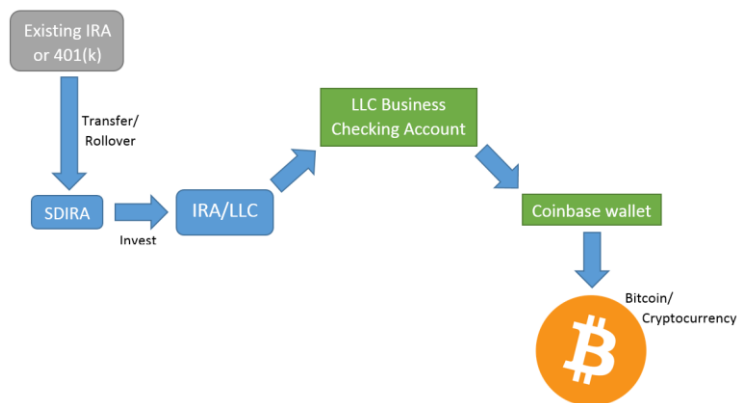 Existing IRA
or 401(k)
Transfer/
Rollover
SDIRA
Invest
IRA/LLC
LLC Business
Checking Account
Coinbase wallet
Bitcoin/
Cryptocurrency